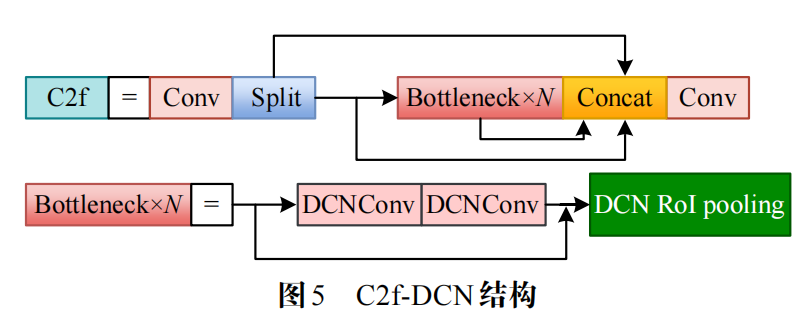 C2f = Conv Split Bottleneck×N Concat Conv
Bottleneck×N = DCNConv DCNConv DCN RoI pooling
图5 C2f-DCN结构